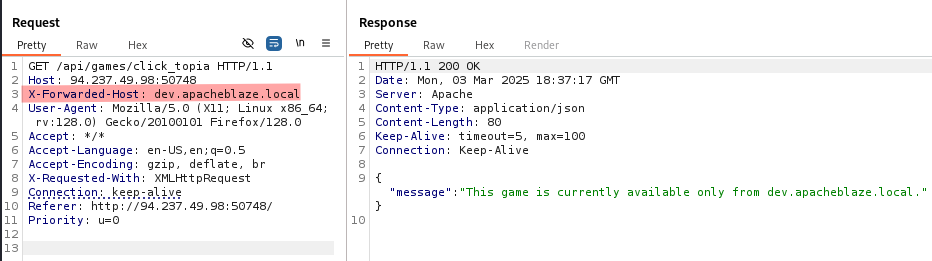 Request
Pretty Raw Hex \n
1 GET /api/games/click_topia HTTP/1.1
2 Host: 94.237.49.98:50748
3 X-Forwarded-Host: dev.apacheblaze.local
4 User-Agent: Mozilla/5.0 (X11; Linux x86_64;
rv:128.0) Gecko/20100101 Firefox/128.0
5 Accept: */*
6 Accept-Language: en-US,en;q=0.5
7 Accept-Encoding: gzip, deflate, br
8 X-Requested-With: XMLHttpRequest
9 Connection: keep-alive
10 Referer: http://94.237.49.98:50748/
11 Priority: u=0
12
13
Response
Pretty Raw Hex Render
1 HTTP/1.1 200 OK
2 Date: Mon, 03 Mar 2025 18:37:17 GMT
3 Server: Apache
4 Content-Type: application/json
5 Content-Length: 80
6 Keep-Alive: timeout=5, max=100
7 Connection: Keep-Alive
8
9 {
"message":"This game is currently available only from dev.apacheblaze.local."
}
10